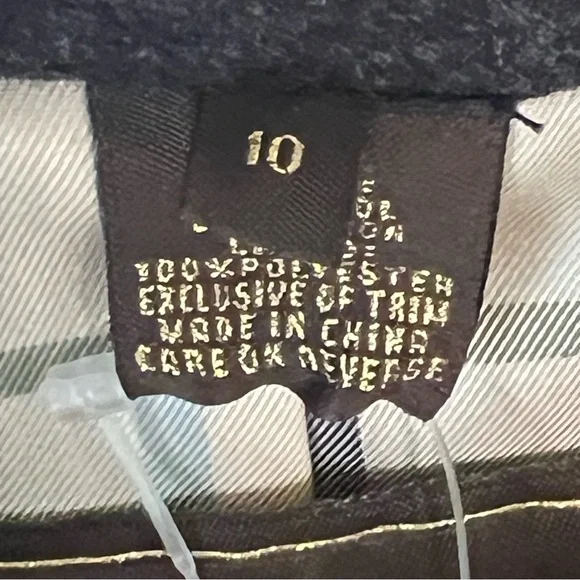 10
100%POLYESTER
EXCLUSIVE OF TRIM
MADE IN CHINA
CARE ON REVERSE